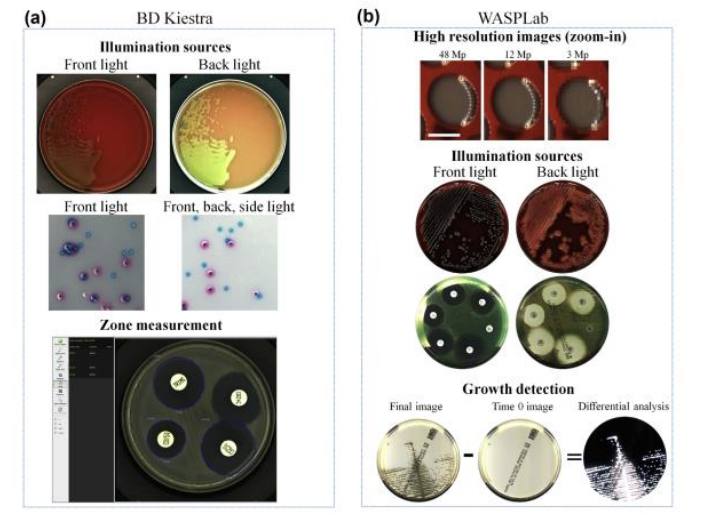 (a)
BD Kiestra
Illumination sources
Front light
Back light
Front light
Front, back, side light
Zone measurement
(b)
WASPLab
High resolution images (zoom-in)
48 Mp
12 Mp
3 Mp
Illumination sources
Front light
Back light
Growth detection
Final image
Time 0 image
Differential analysis
-
=